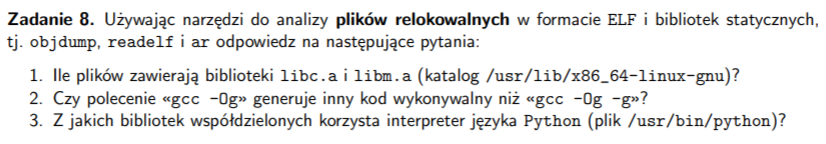 Zadanie 8. Używając narzędzi do analizy plików relokowalnych w formacie ELF i bibliotek statycznych,
tj. objdump, readelf i ar odpowiedz na następujące pytania:
1. Ile plików zawierają biblioteki libc.a i libm.a (katalog /usr/lib/x86_64-linux-gnu)?
2. Czy polecenie «gcc -Og» generuje inny kod wykonywalny niż «gcc -Og -g»?
3. Z jakich bibliotek współdzielonych korzysta interpreter języka Python (plik /usr/bin/python)?